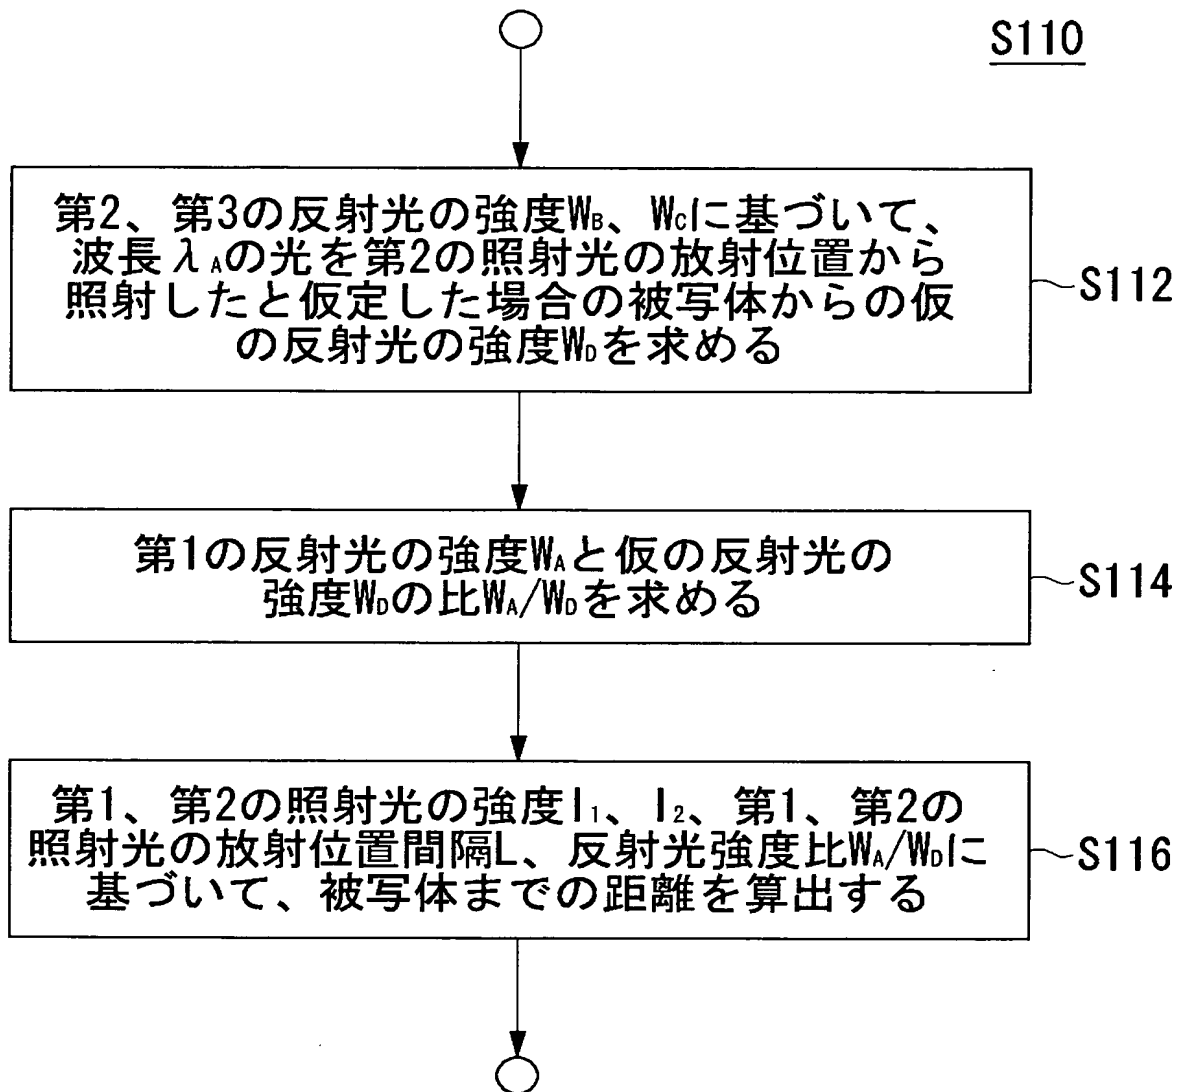 S110
第2、第3の反射光の強度WB、WCに基づいて、
波長λAの光を第2の照射光の放射位置から
照射したと仮定した場合の被写体からの仮
の反射光の強度WDを求める
S112
第1の反射光の強度WAと仮の反射光の
強度WDの比WA/WDを求める
S114
第1、第2の照射光の強度I1、I2、第1、第2の
照射光の放射位置間隔L、反射光強度比WA/WDに
基づいて、被写体までの距離を算出する
S116